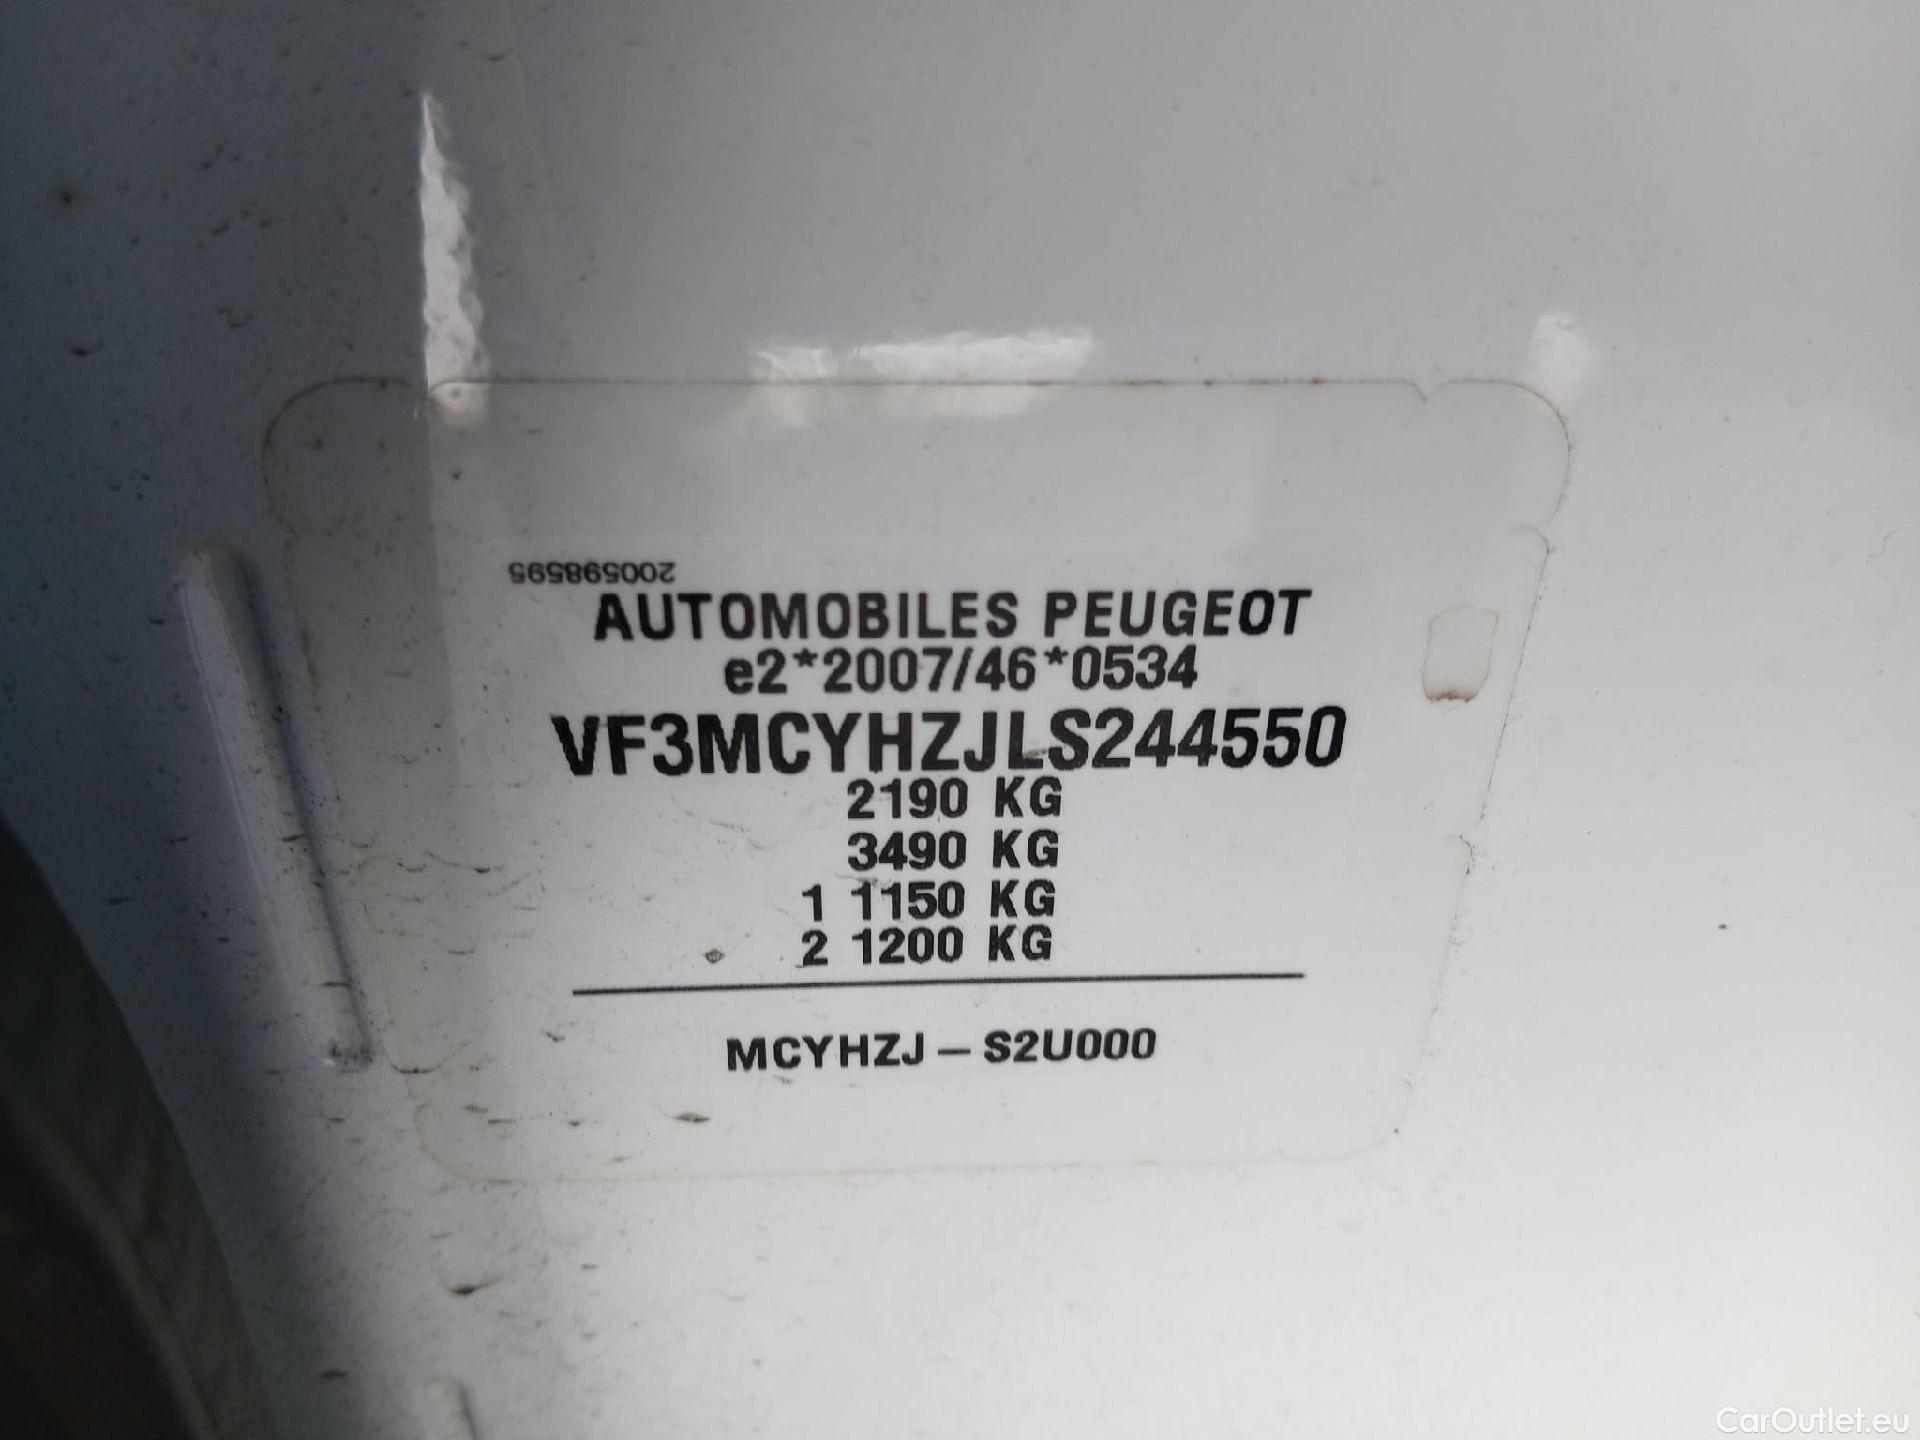 200598595
AUTOMOBILES PEUGEOT
e2*2007/46*0534
VF3MCYHZJLS244550
2190 KG
3490 KG
1 1150 KG
2 1200 KG
MCYHZJ – S2U000
CarOutlet.eu